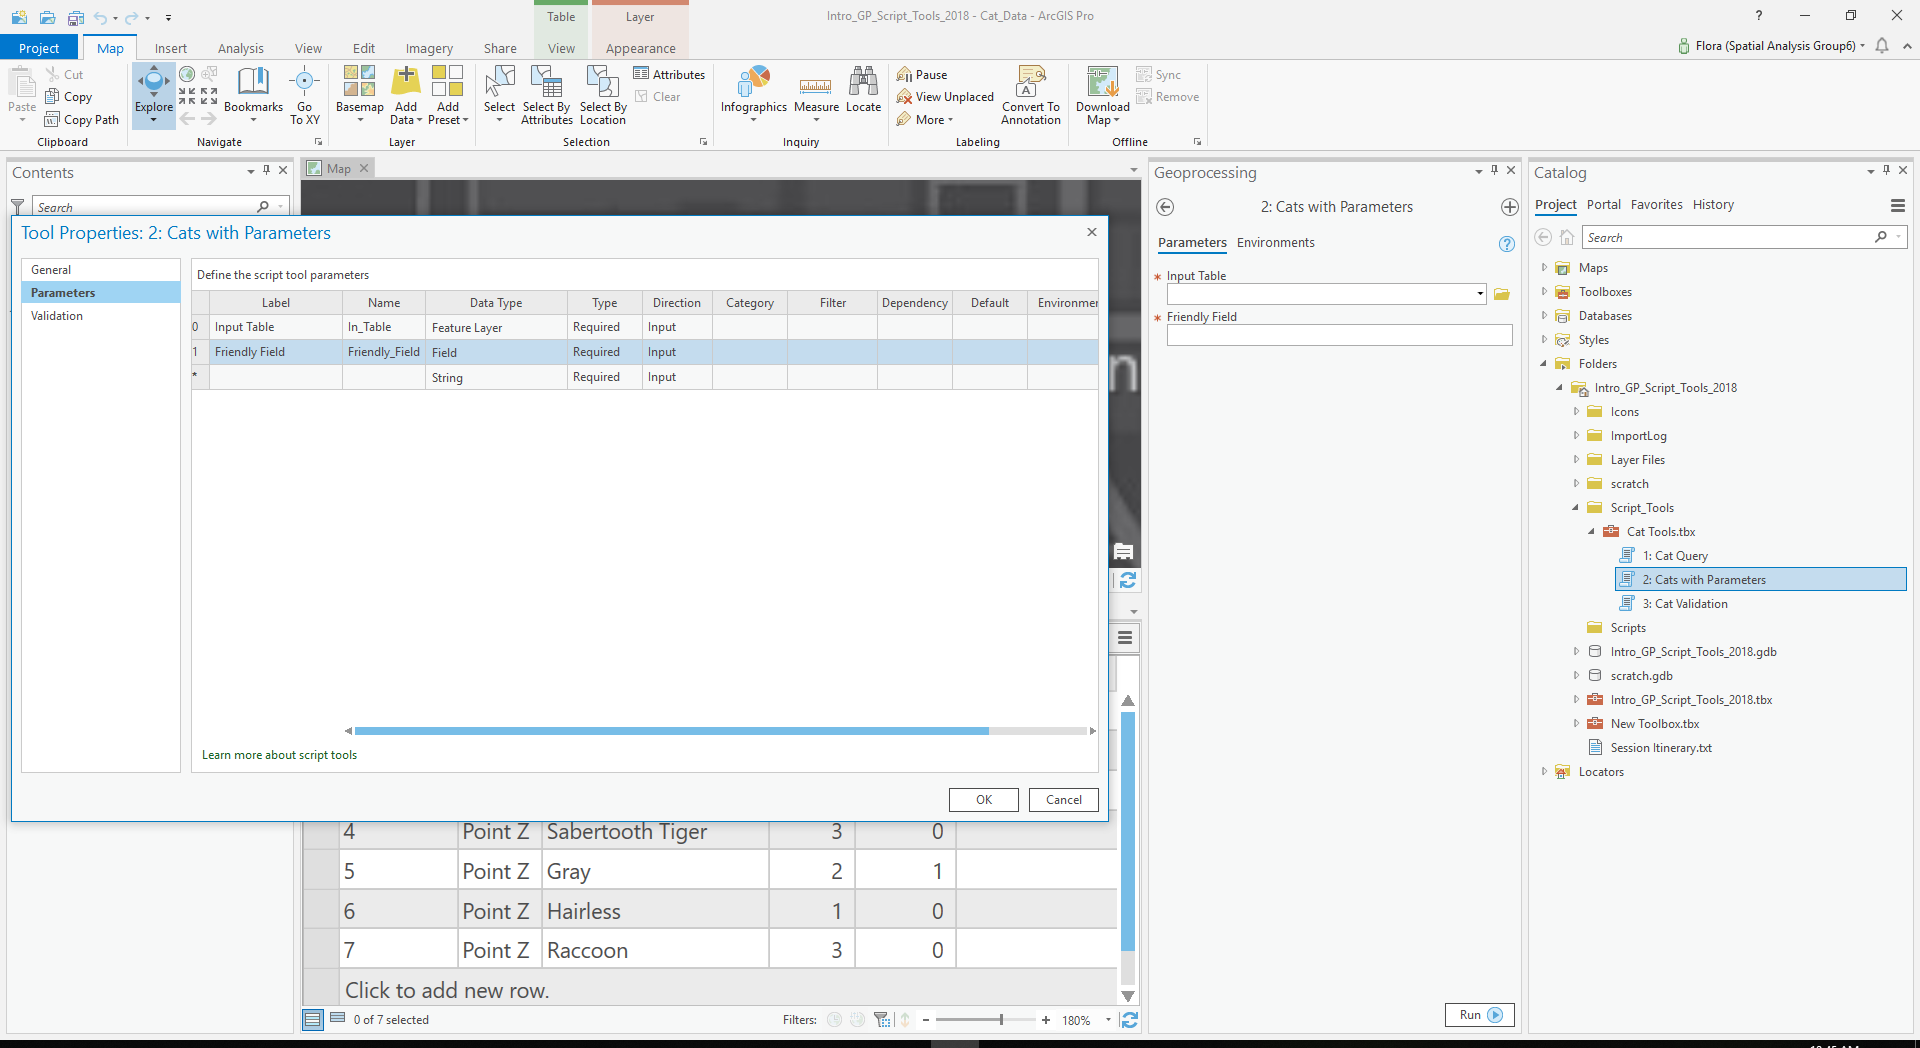 Intro_GP_Script_Tools_2018 - Cat_Data - ArcGIS Pro
Table
Layer
?
Project
Map
Insert
Analysis
View
Edit
Imagery
Share
View
Appearance
Flora (Spatial Analysis Group6)
Paste
Cut
Copy
Copy Path
Clipboard
Explore
Bookmarks
Go To XY
Navigate
Basemap
Add Data
Add Preset
Layer
Select
Select By Attributes
Select By Location
Attributes
Clear
Selection
Infographics
Measure
Locate
Inquiry
Pause
View Unplaced
More
Convert To Annotation
Labeling
Download Map
Sync
Remove
Offline
Contents
Search
Map
Tool Properties: 2: Cats with Parameters
General
Parameters
Validation
Define the script tool parameters
Label Name Data Type Type Direction Category Filter Dependency Default Environmen
0 Input Table In_Table Feature Layer Required Input
1 Friendly Field Friendly_Field Field Required Input
* String Required Input
Learn more about script tools
OK
Cancel
n
4 Point Z Sabertooth Tiger 3 0
5 Point Z Gray 2 1
6 Point Z Hairless 1 0
7 Point Z Raccoon 3 0
Click to add new row.
0 of 7 selected
Filters:
- + 180%
Geoprocessing
2: Cats with Parameters
Parameters Environments
?
* Input Table
* Friendly Field
Run
Catalog
Project Portal Favorites History
Search
Maps
Toolboxes
Databases
Styles
Folders
Intro_GP_Script_Tools_2018
Icons
ImportLog
Layer Files
scratch
Script_Tools
Cat Tools.tbx
1: Cat Query
2: Cats with Parameters
3: Cat Validation
Scripts
Intro_GP_Script_Tools_2018.gdb
scratch.gdb
Intro_GP_Script_Tools_2018.tbx
New Toolbox.tbx
Session Itinerary.txt
Locators